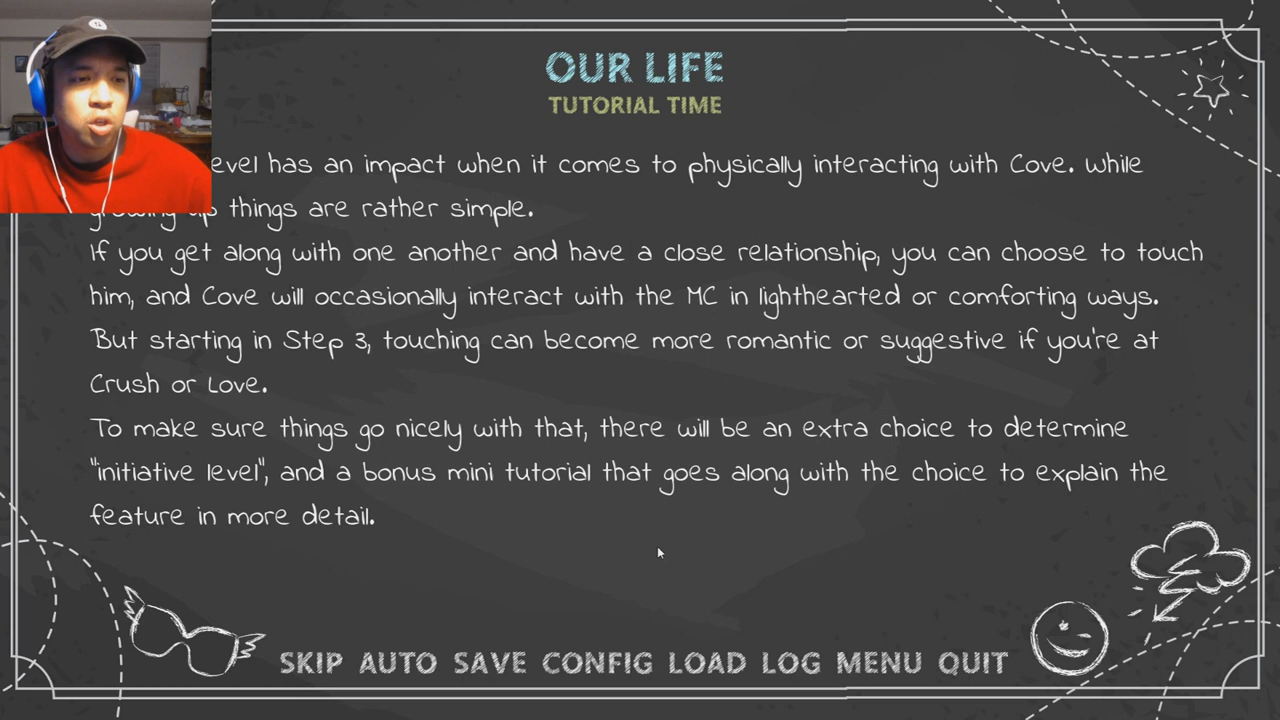 OUR LIFE
TUTORIAL TIME
evel has an impact when it comes to physically interacting with Cove. While
growing up things are rather simple.
If you get along with one another and have a close relationship, you can choose to touch
him, and Cove will occasionally interact with the MC in lighthearted or comforting ways.
But starting in Step 3, touching can become more romantic or suggestive if you're at
Crush or Love.
To make sure things go nicely with that, there will be an extra choice to determine
"initiative level", and a bonus mini tutorial that goes along with the choice to explain the
feature in more detail.
SKIP AUTO SAVE CONFIG LOAD LOG MENU QUIT